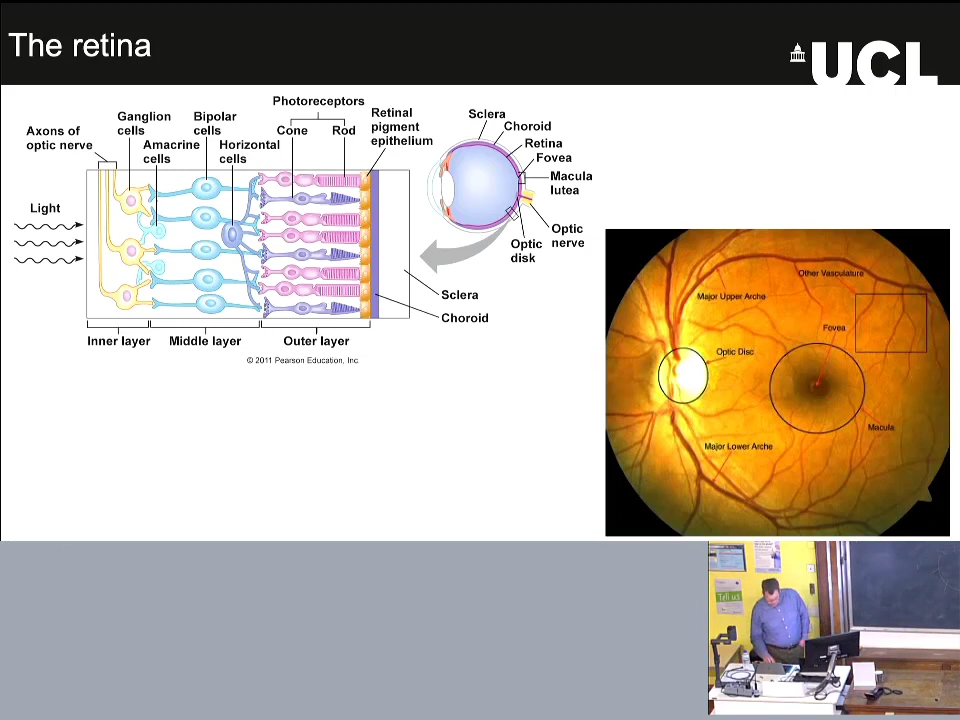 The retina
UCL
Photoreceptors
Ganglion
cells
Bipolar
cells
Cone
Rod
Retinal
pigment
epithelium
Axons of
optic nerve
Amacrine
cells
Horizontal
cells
Light
Inner layer
Middle layer
Outer layer
© 2011 Pearson Education, Inc.
Sclera
Choroid
Retina
Fovea
Macula
lutea
Optic
nerve
Optic
disk
Sclera
Choroid
Other Vasculature
Major Upper Arche
Fovea
Optic Disc
Macula
Major Lower Arche
Tell us